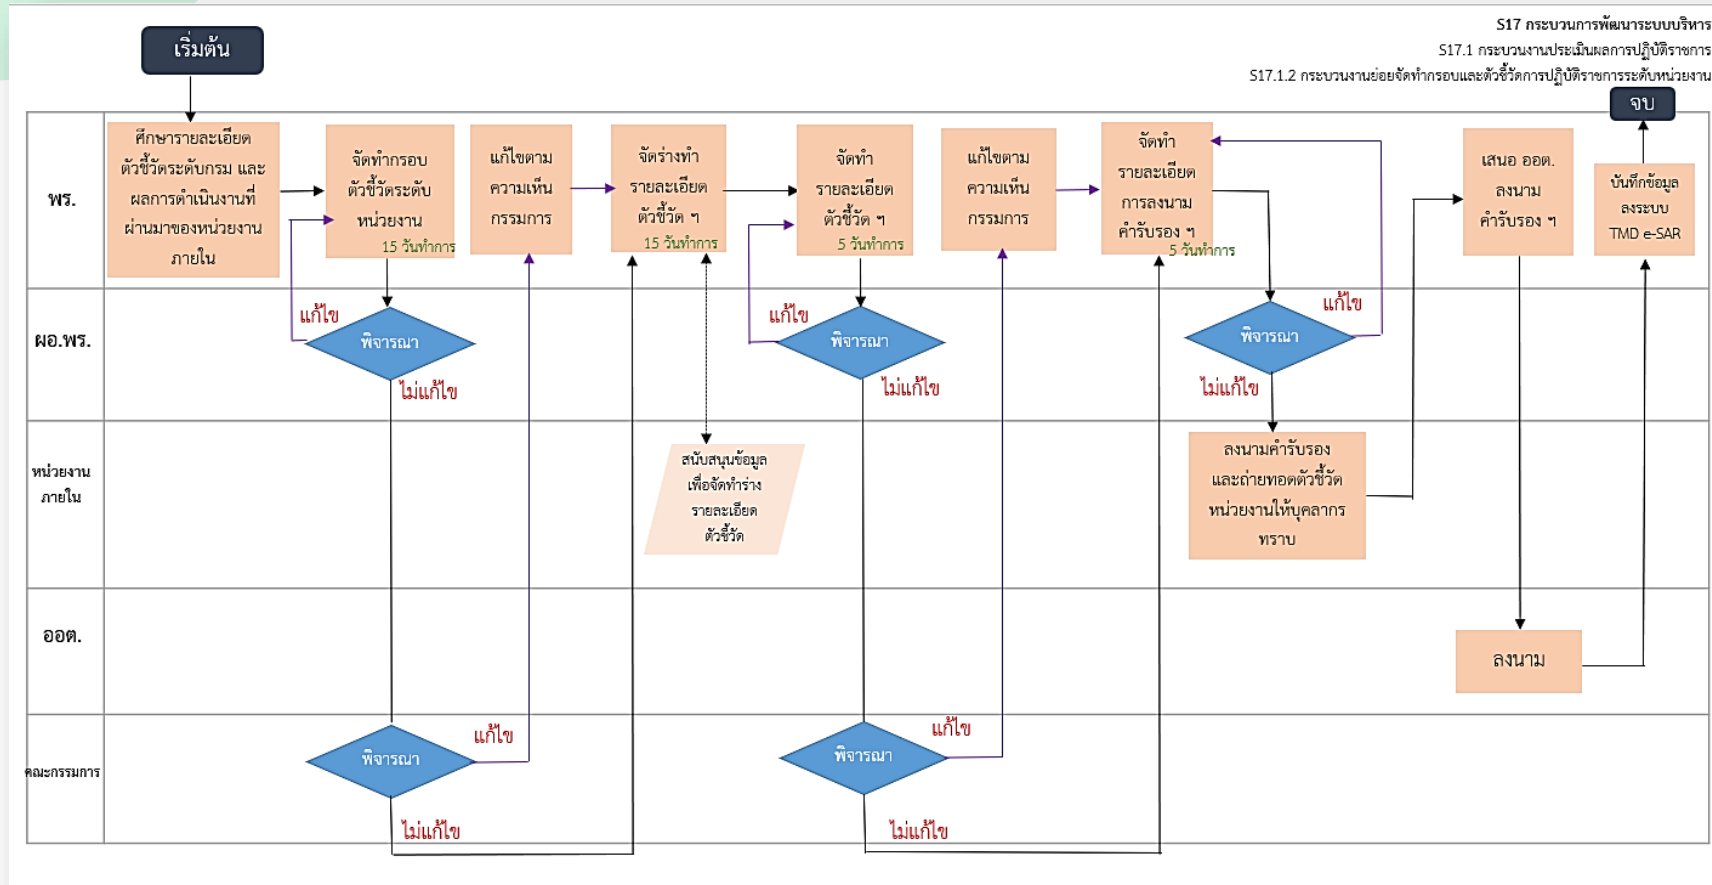 S17 กระบวนการพัฒนาระบบบริหาร
S17.1 กระบวนงานประเมินผลการปฏิบัติราชการ
S17.1.2 กระบวนงานย่อยจัดทำกรอบและตัวชี้วัดการปฏิบัติราชการระดับหน่วยงาน
เริ่มต้น
จบ
พร.
ศึกษารายละเอียด
ตัวชี้วัดระดับกรม และ
ผลการดำเนินงานที่
ผ่านมาของหน่วยงาน
ภายใน
จัดทำกรอบ
ตัวชี้วัดระดับ
หน่วยงาน
15 วันทำการ
แก้ไขตาม
ความเห็น
กรรมการ
จัดร่างทำ
รายละเอียด
ตัวชี้วัด ฯ
15 วันทำการ
จัดทำ
รายละเอียด
ตัวชี้วัด ฯ
5 วันทำการ
แก้ไขตาม
ความเห็น
กรรมการ
จัดทำ
รายละเอียด
การลงนาม
คำรับรอง ฯ
5 วันทำการ
เสนอ ออต.
ลงนาม
คำรับรอง ฯ
บันทึกข้อมูล
ลงระบบ
TMD e-SAR
ผอ.พร.
แก้ไข
พิจารณา
ไม่แก้ไข
แก้ไข
พิจารณา
ไม่แก้ไข
แก้ไข
พิจารณา
ไม่แก้ไข
หน่วยงาน
ภายใน
สนับสนุนข้อมูล
เพื่อจัดทำร่าง
รายละเอียด
ตัวชี้วัด
ลงนามคำรับรอง
และถ่ายทอดตัวชี้วัด
หน่วยงานให้บุคลากร
ทราบ
ออต.
ลงนาม
คณะกรรมการ
พิจารณา
แก้ไข
ไม่แก้ไข
พิจารณา
แก้ไข
ไม่แก้ไข